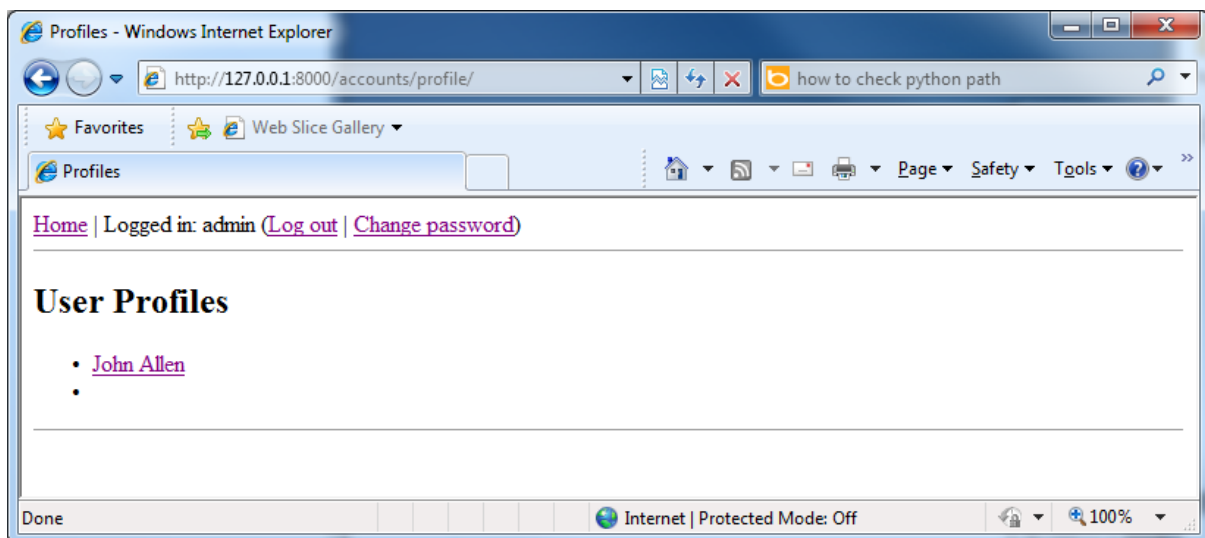 Profiles - Windows Internet Explorer
http://127.0.0.1:8000/accounts/profile/ how to check python path
Favorites Web Slice Gallery
Profiles Page Safety Tools »
Home | Logged in: admin (Log out | Change password)
User Profiles
• John Allen
•
Done Internet | Protected Mode: Off 100%